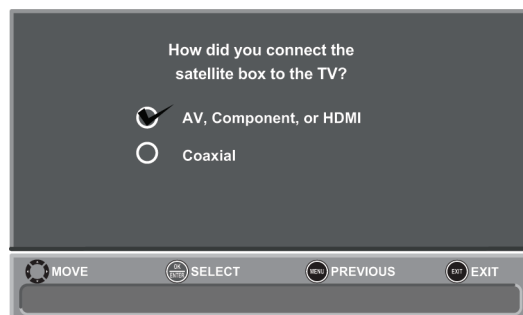 How did you connect the
satellite box to the TV?
AV, Component, or HDMI
Coaxial
MOVE OK ENTER SELECT MENU PREVIOUS EXIT EXIT